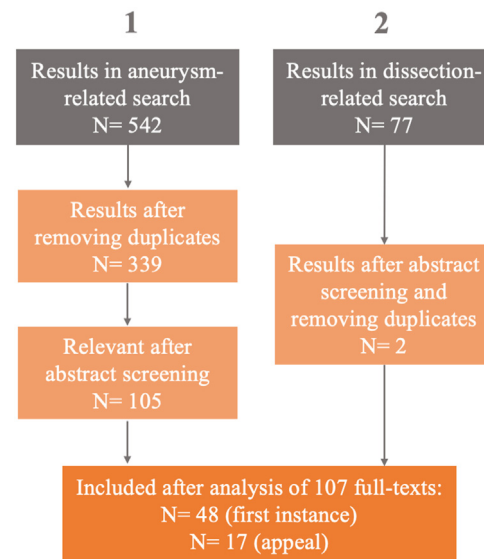 1
Results in aneurysm-
related search
N= 542
Results after
removing duplicates
N= 339
Relevant after
abstract screening
N= 105
2
Results in dissection-
related search
N= 77
Results after abstract
screening and
removing duplicates
N= 2
Included after analysis of 107 full-texts:
N= 48 (first instance)
N= 17 (appeal)